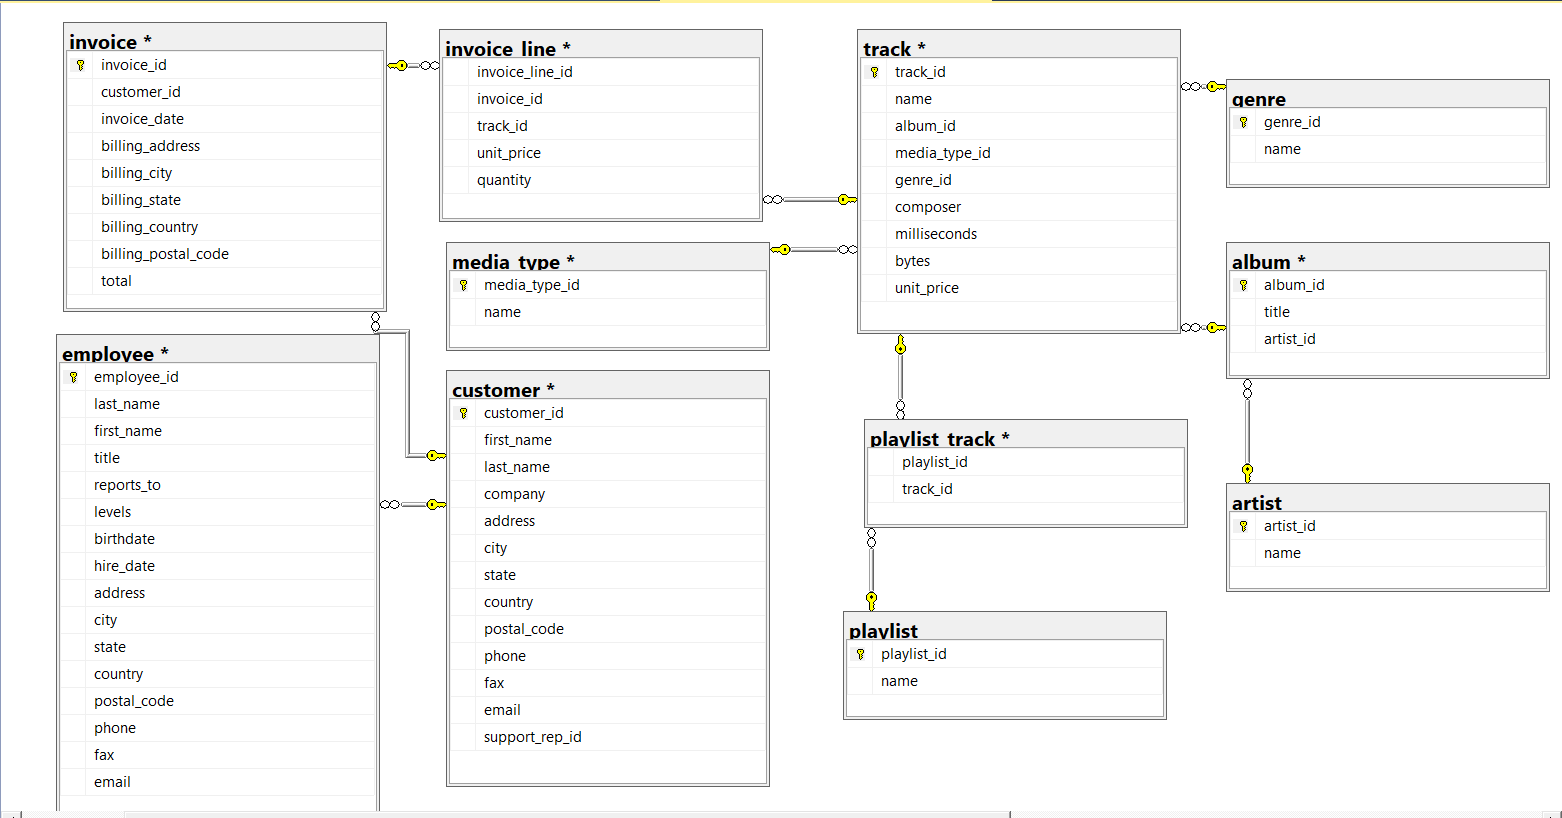 invoice *
invoice_id
customer_id
invoice_date
billing_address
billing_city
billing_state
billing_country
billing_postal_code
total
invoice_line *
invoice_line_id
invoice_id
track_id
unit_price
quantity
track *
track_id
name
album_id
media_type_id
genre_id
composer
milliseconds
bytes
unit_price
genre
genre_id
name
media_type *
media_type_id
name
album *
album_id
title
artist_id
employee *
employee_id
last_name
first_name
title
reports_to
levels
birthdate
hire_date
address
city
state
country
postal_code
phone
fax
email
customer *
customer_id
first_name
last_name
company
address
city
state
country
postal_code
phone
fax
email
support_rep_id
playlist_track *
playlist_id
track_id
artist
artist_id
name
playlist
playlist_id
name